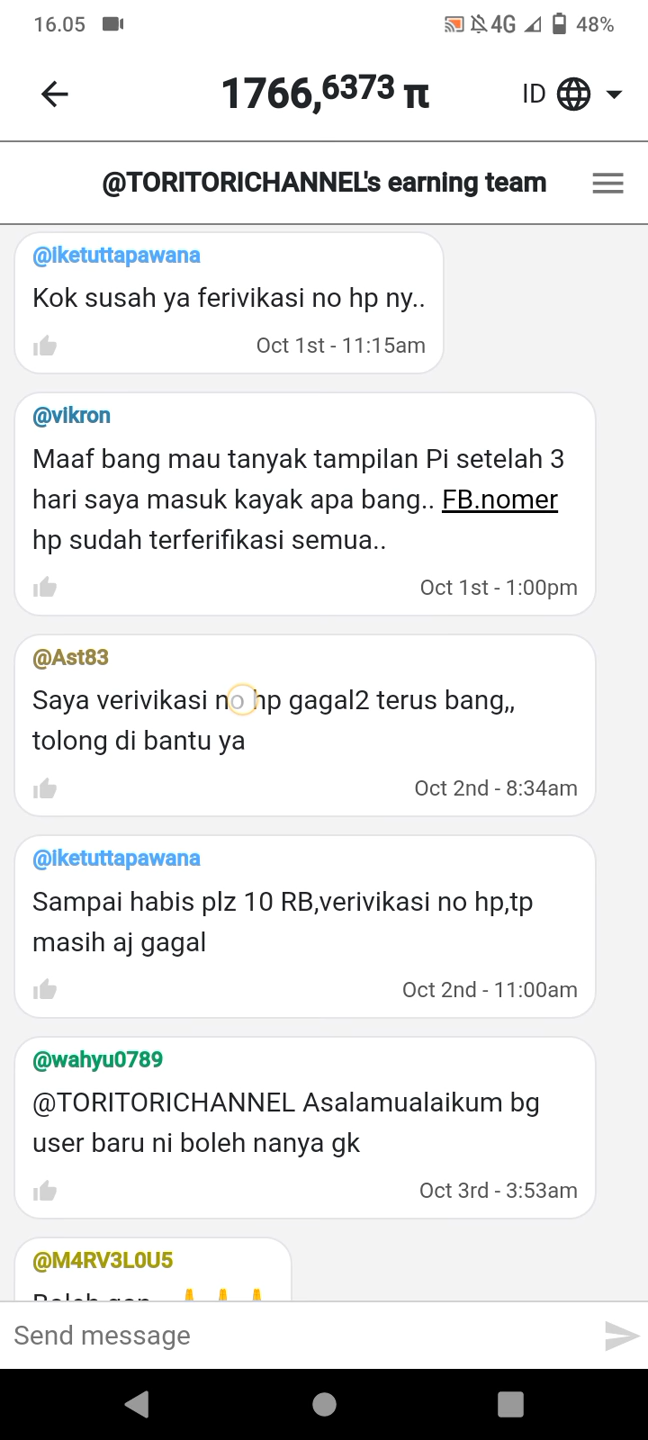 16.05 4G 48%
1766,6373 π ID
@TORITORICHANNEL's earning team
@Iketuttapawana
Kok susah ya ferivikasi no hp ny..
Oct 1st - 11:15am
@vikron
Maaf bang mau tanyak tampilan Pi setelah 3
hari saya masuk kayak apa bang.. FB.nomer
hp sudah terferifikasi semua..
Oct 1st - 1:00pm
@Ast83
Saya verivikasi no hp gagal2 terus bang,,
tolong di bantu ya
Oct 2nd - 8:34am
@Iketuttapawana
Sampai habis plz 10 RB,verivikasi no hp,tp
masih aj gagal
Oct 2nd - 11:00am
@wahyu0789
@TORITORICHANNEL Asalamualaikum bg
user baru ni boleh nanya gk
Oct 3rd - 3:53am
@M4RV3L0U5
Boleh gan
Send message